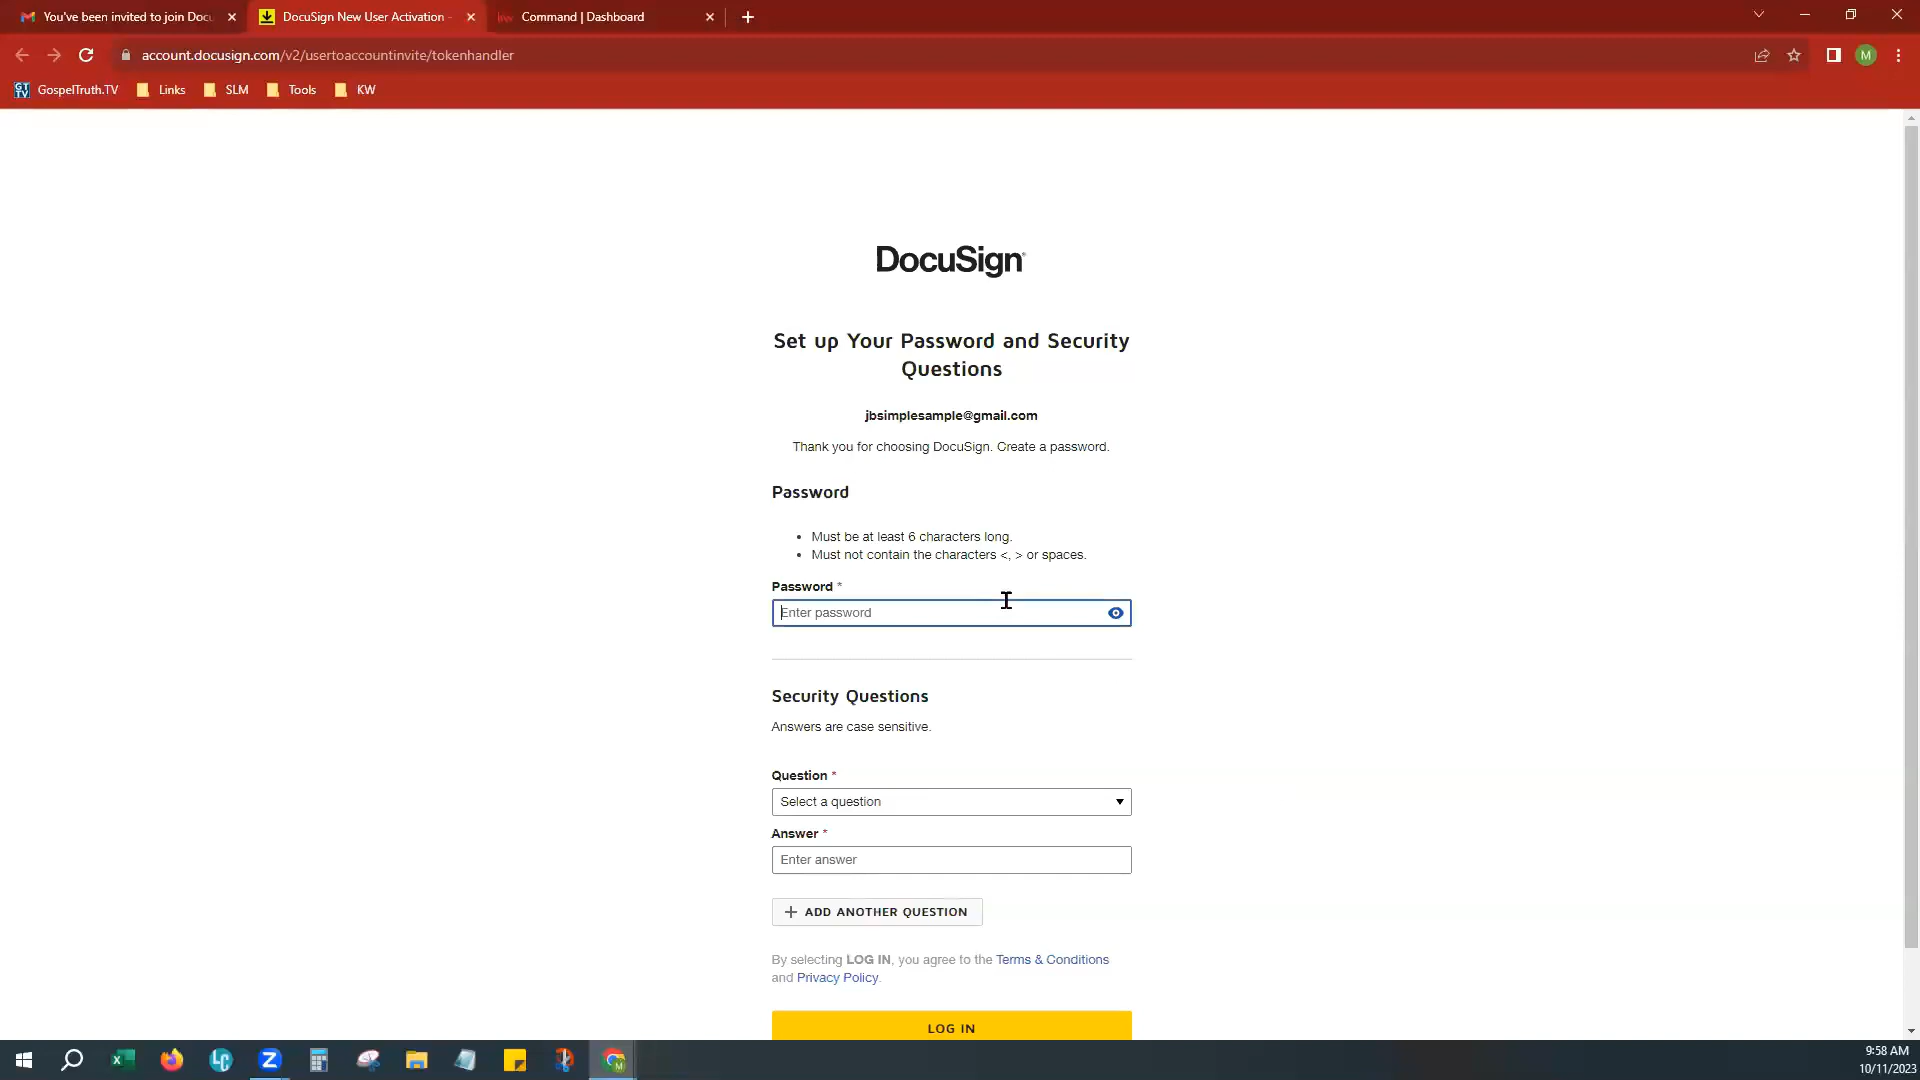 You've been invited to join Docu
DocuSign New User Activation -
Command | Dashboard
account.docusign.com/v2/usertoaccountinvite/tokenhandler
M
GT TV
GospelTruth.TV
Links
SLM
Tools
KW
DocuSign
Set up Your Password and Security
Questions
jbsimplesample@gmail.com
Thank you for choosing DocuSign. Create a password.
Password
• Must be at least 6 characters long.
• Must not contain the characters <, > or spaces.
Password *
Enter password
Security Questions
Answers are case sensitive.
Question *
Select a question
Answer *
Enter answer
+ ADD ANOTHER QUESTION
By selecting LOG IN, you agree to the Terms & Conditions
and Privacy Policy.
LOG IN
9:58 AM
10/11/2023